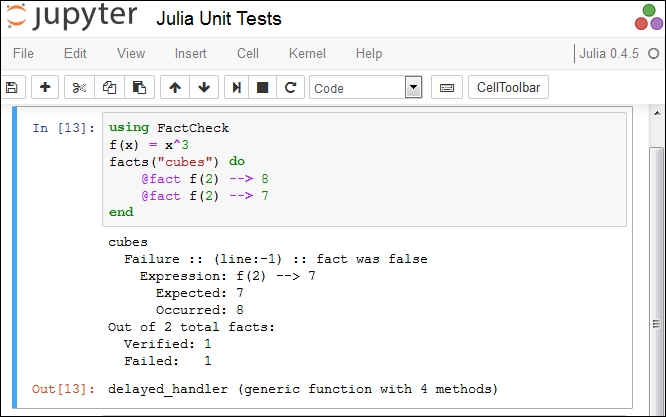 jupyter Julia Unit Tests
File Edit View Insert Cell Kernel Help Julia 0.4.5
Code CellToolbar
In [13]: using FactCheck
f(x) = x^3
facts("cubes") do
    @fact f(2) --> 8
    @fact f(2) --> 7
end
cubes
  Failure :: (line:-1) :: fact was false
    Expression: f(2) --> 7
      Expected: 7
      Occurred: 8
Out of 2 total facts:
  Verified: 1
  Failed:   1
Out[13]: delayed_handler (generic function with 4 methods)